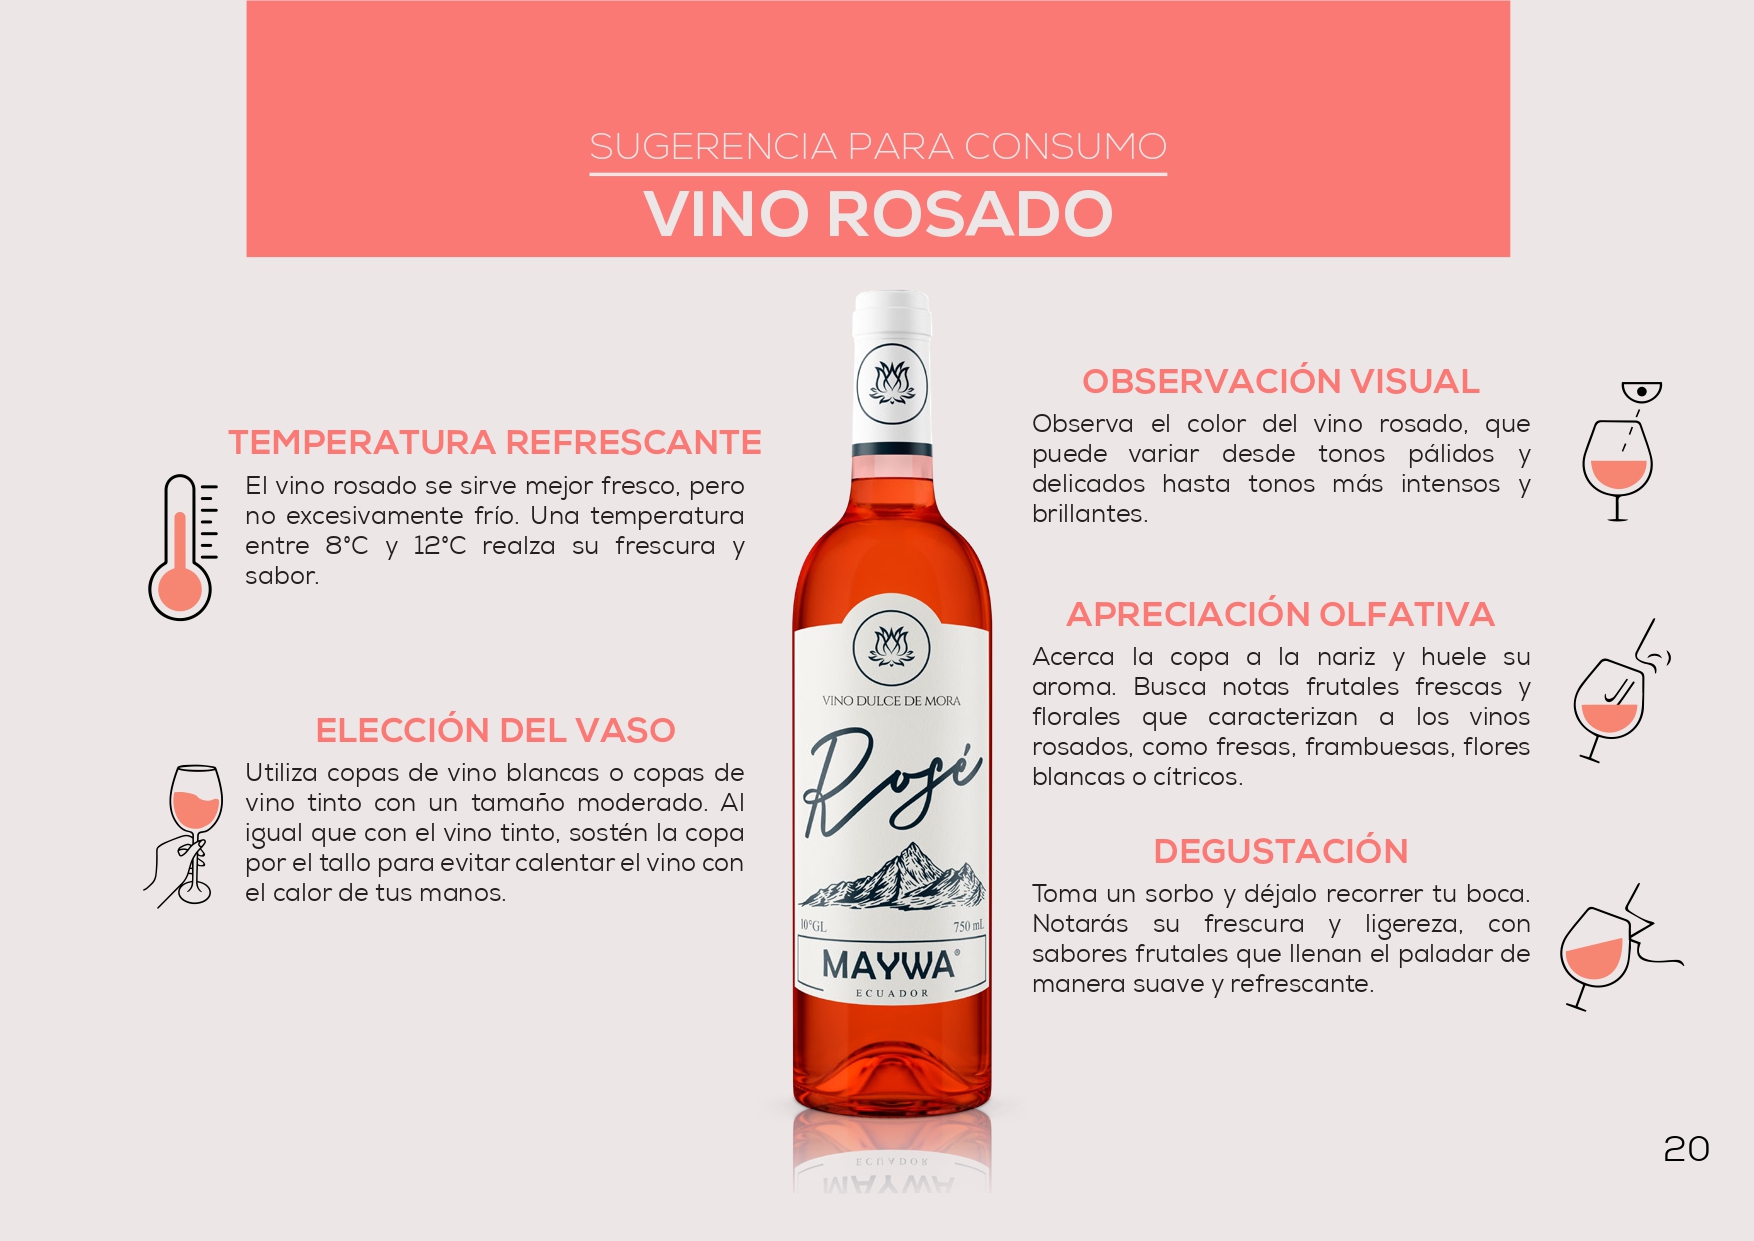 SUGERENCIA PARA CONSUMO
VINO ROSADO
TEMPERATURA REFRESCANTE
El vino rosado se sirve mejor fresco, pero
no excesivamente frío. Una temperatura
entre 8°C y 12°C realza su frescura y
sabor.
ELECCIÓN DEL VASO
Utiliza copas de vino blancas o copas de
vino tinto con un tamaño moderado. Al
igual que con el vino tinto, sostén la copa
por el tallo para evitar calentar el vino con
el calor de tus manos.
VINO DULCE DE MORA
Rosé
10°GL 750 mL
MAYWA®
ECUADOR
OBSERVACIÓN VISUAL
Observa el color del vino rosado, que
puede variar desde tonos pálidos y
delicados hasta tonos más intensos y
brillantes.
APRECIACIÓN OLFATIVA
Acerca la copa a la nariz y huele su
aroma. Busca notas frutales frescas y
florales que caracterizan a los vinos
rosados, como fresas, frambuesas, flores
blancas o cítricos.
DEGUSTACIÓN
Toma un sorbo y déjalo recorrer tu boca.
Notarás su frescura y ligereza, con
sabores frutales que llenan el paladar de
manera suave y refrescante.
20